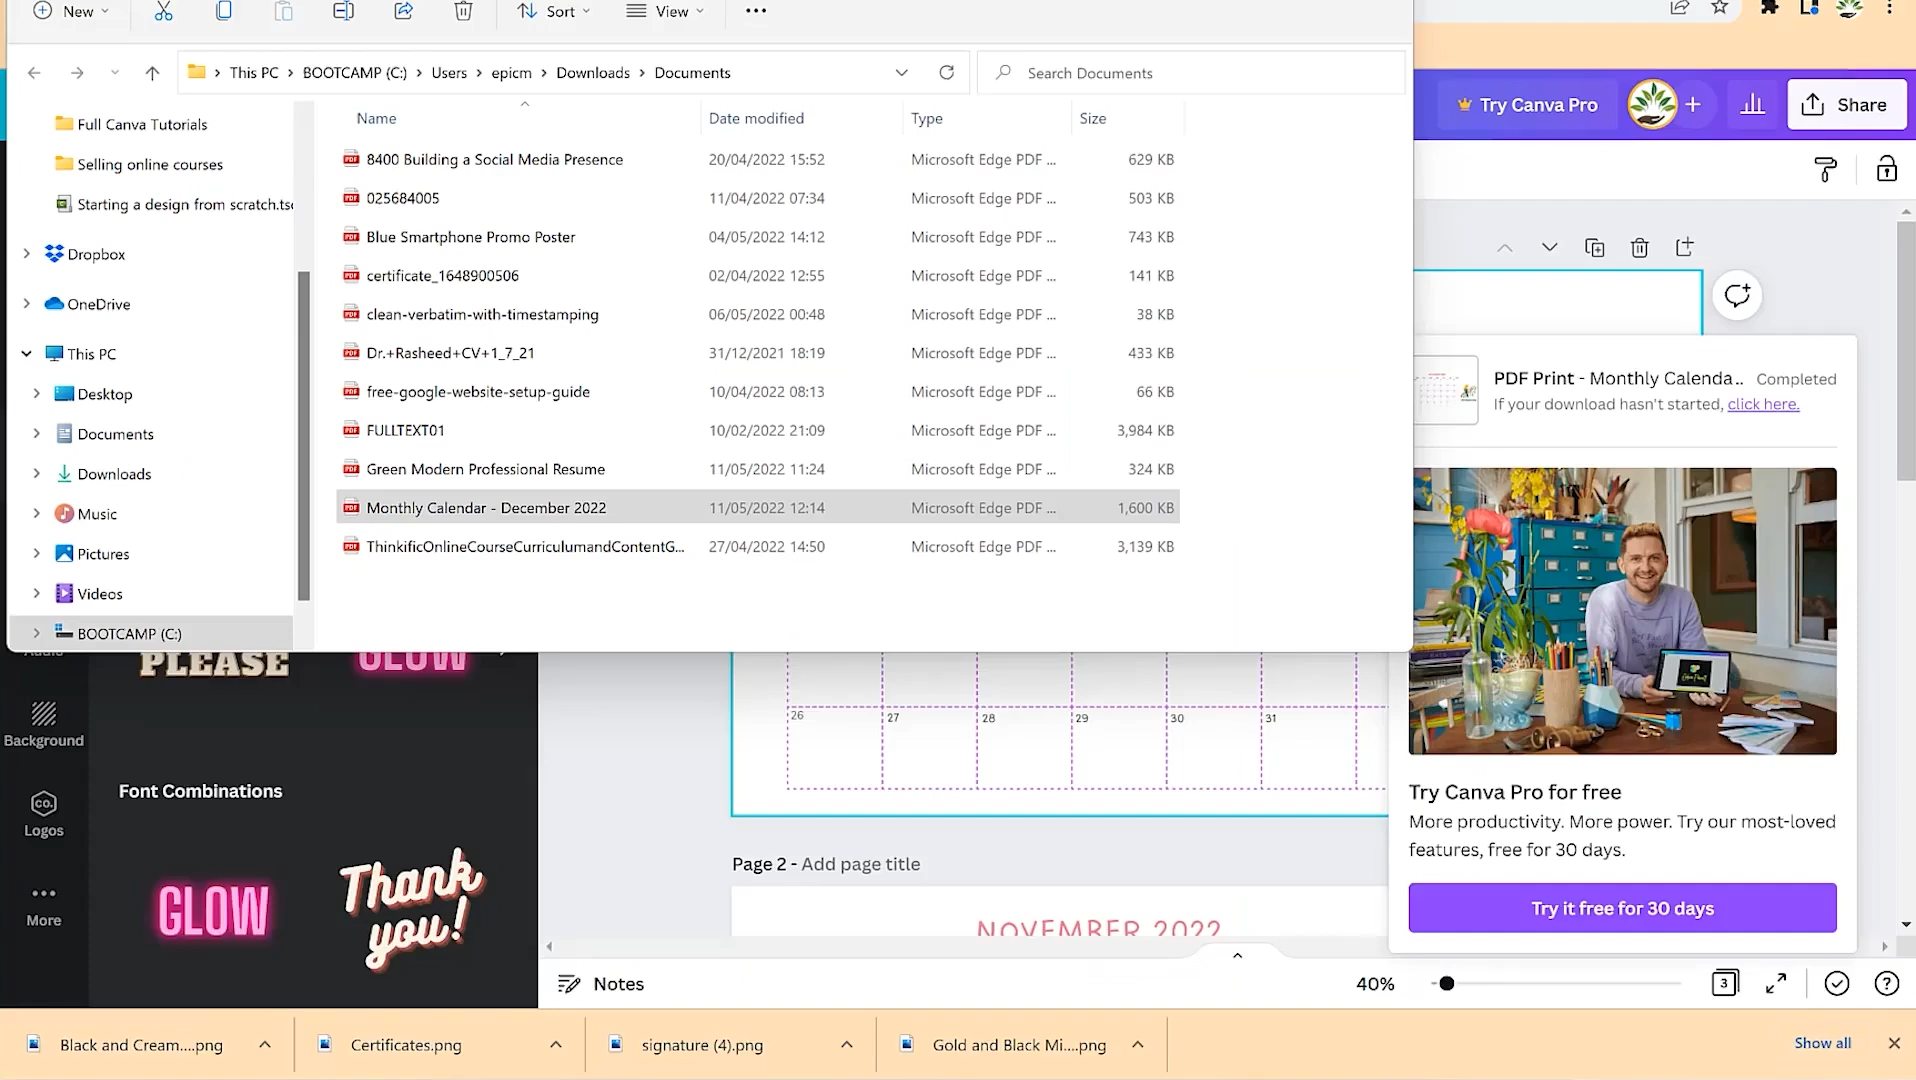 New
Sort
View
This PC > BOOTCAMP (C:) > Users > epicm > Downloads > Documents
Search Documents
Try Canva Pro
Share
Full Canva Tutorials
Selling online courses
Starting a design from scratch.tsc
Dropbox
OneDrive
This PC
Desktop
Documents
Downloads
Music
Pictures
Videos
BOOTCAMP (C:)
Name Date modified Type Size
8400 Building a Social Media Presence 20/04/2022 15:52 Microsoft Edge PDF ... 629 KB
025684005 11/04/2022 07:34 Microsoft Edge PDF ... 503 KB
Blue Smartphone Promo Poster 04/05/2022 14:12 Microsoft Edge PDF ... 743 KB
certificate_1648900506 02/04/2022 12:55 Microsoft Edge PDF ... 141 KB
clean-verbatim-with-timestamping 06/05/2022 00:48 Microsoft Edge PDF ... 38 KB
Dr.+Rasheed+CV+1_7_21 31/12/2021 18:19 Microsoft Edge PDF ... 433 KB
free-google-website-setup-guide 10/04/2022 08:13 Microsoft Edge PDF ... 66 KB
FULLTEXT01 10/02/2022 21:09 Microsoft Edge PDF ... 3,984 KB
Green Modern Professional Resume 11/05/2022 11:24 Microsoft Edge PDF ... 324 KB
Monthly Calendar - December 2022 11/05/2022 12:14 Microsoft Edge PDF ... 1,600 KB
ThinkificOnlineCourseCurriculumandContentG... 27/04/2022 14:50 Microsoft Edge PDF ... 3,139 KB
PDF Print - Monthly Calenda... Completed
If your download hasn't started, click here.
Try Canva Pro for free
More productivity. More power. Try our most-loved
features, free for 30 days.
Try it free for 30 days
Audio
PLEASE
GLOW
Background
Logos
More
Font Combinations
GLOW
Thank
you!
26 27 28 29 30 31
Page 2 - Add page title
NOVEMBER 2022
Notes
40%
3
Black and Cream....png
Certificates.png
signature (4).png
Gold and Black Mi....png
Show all